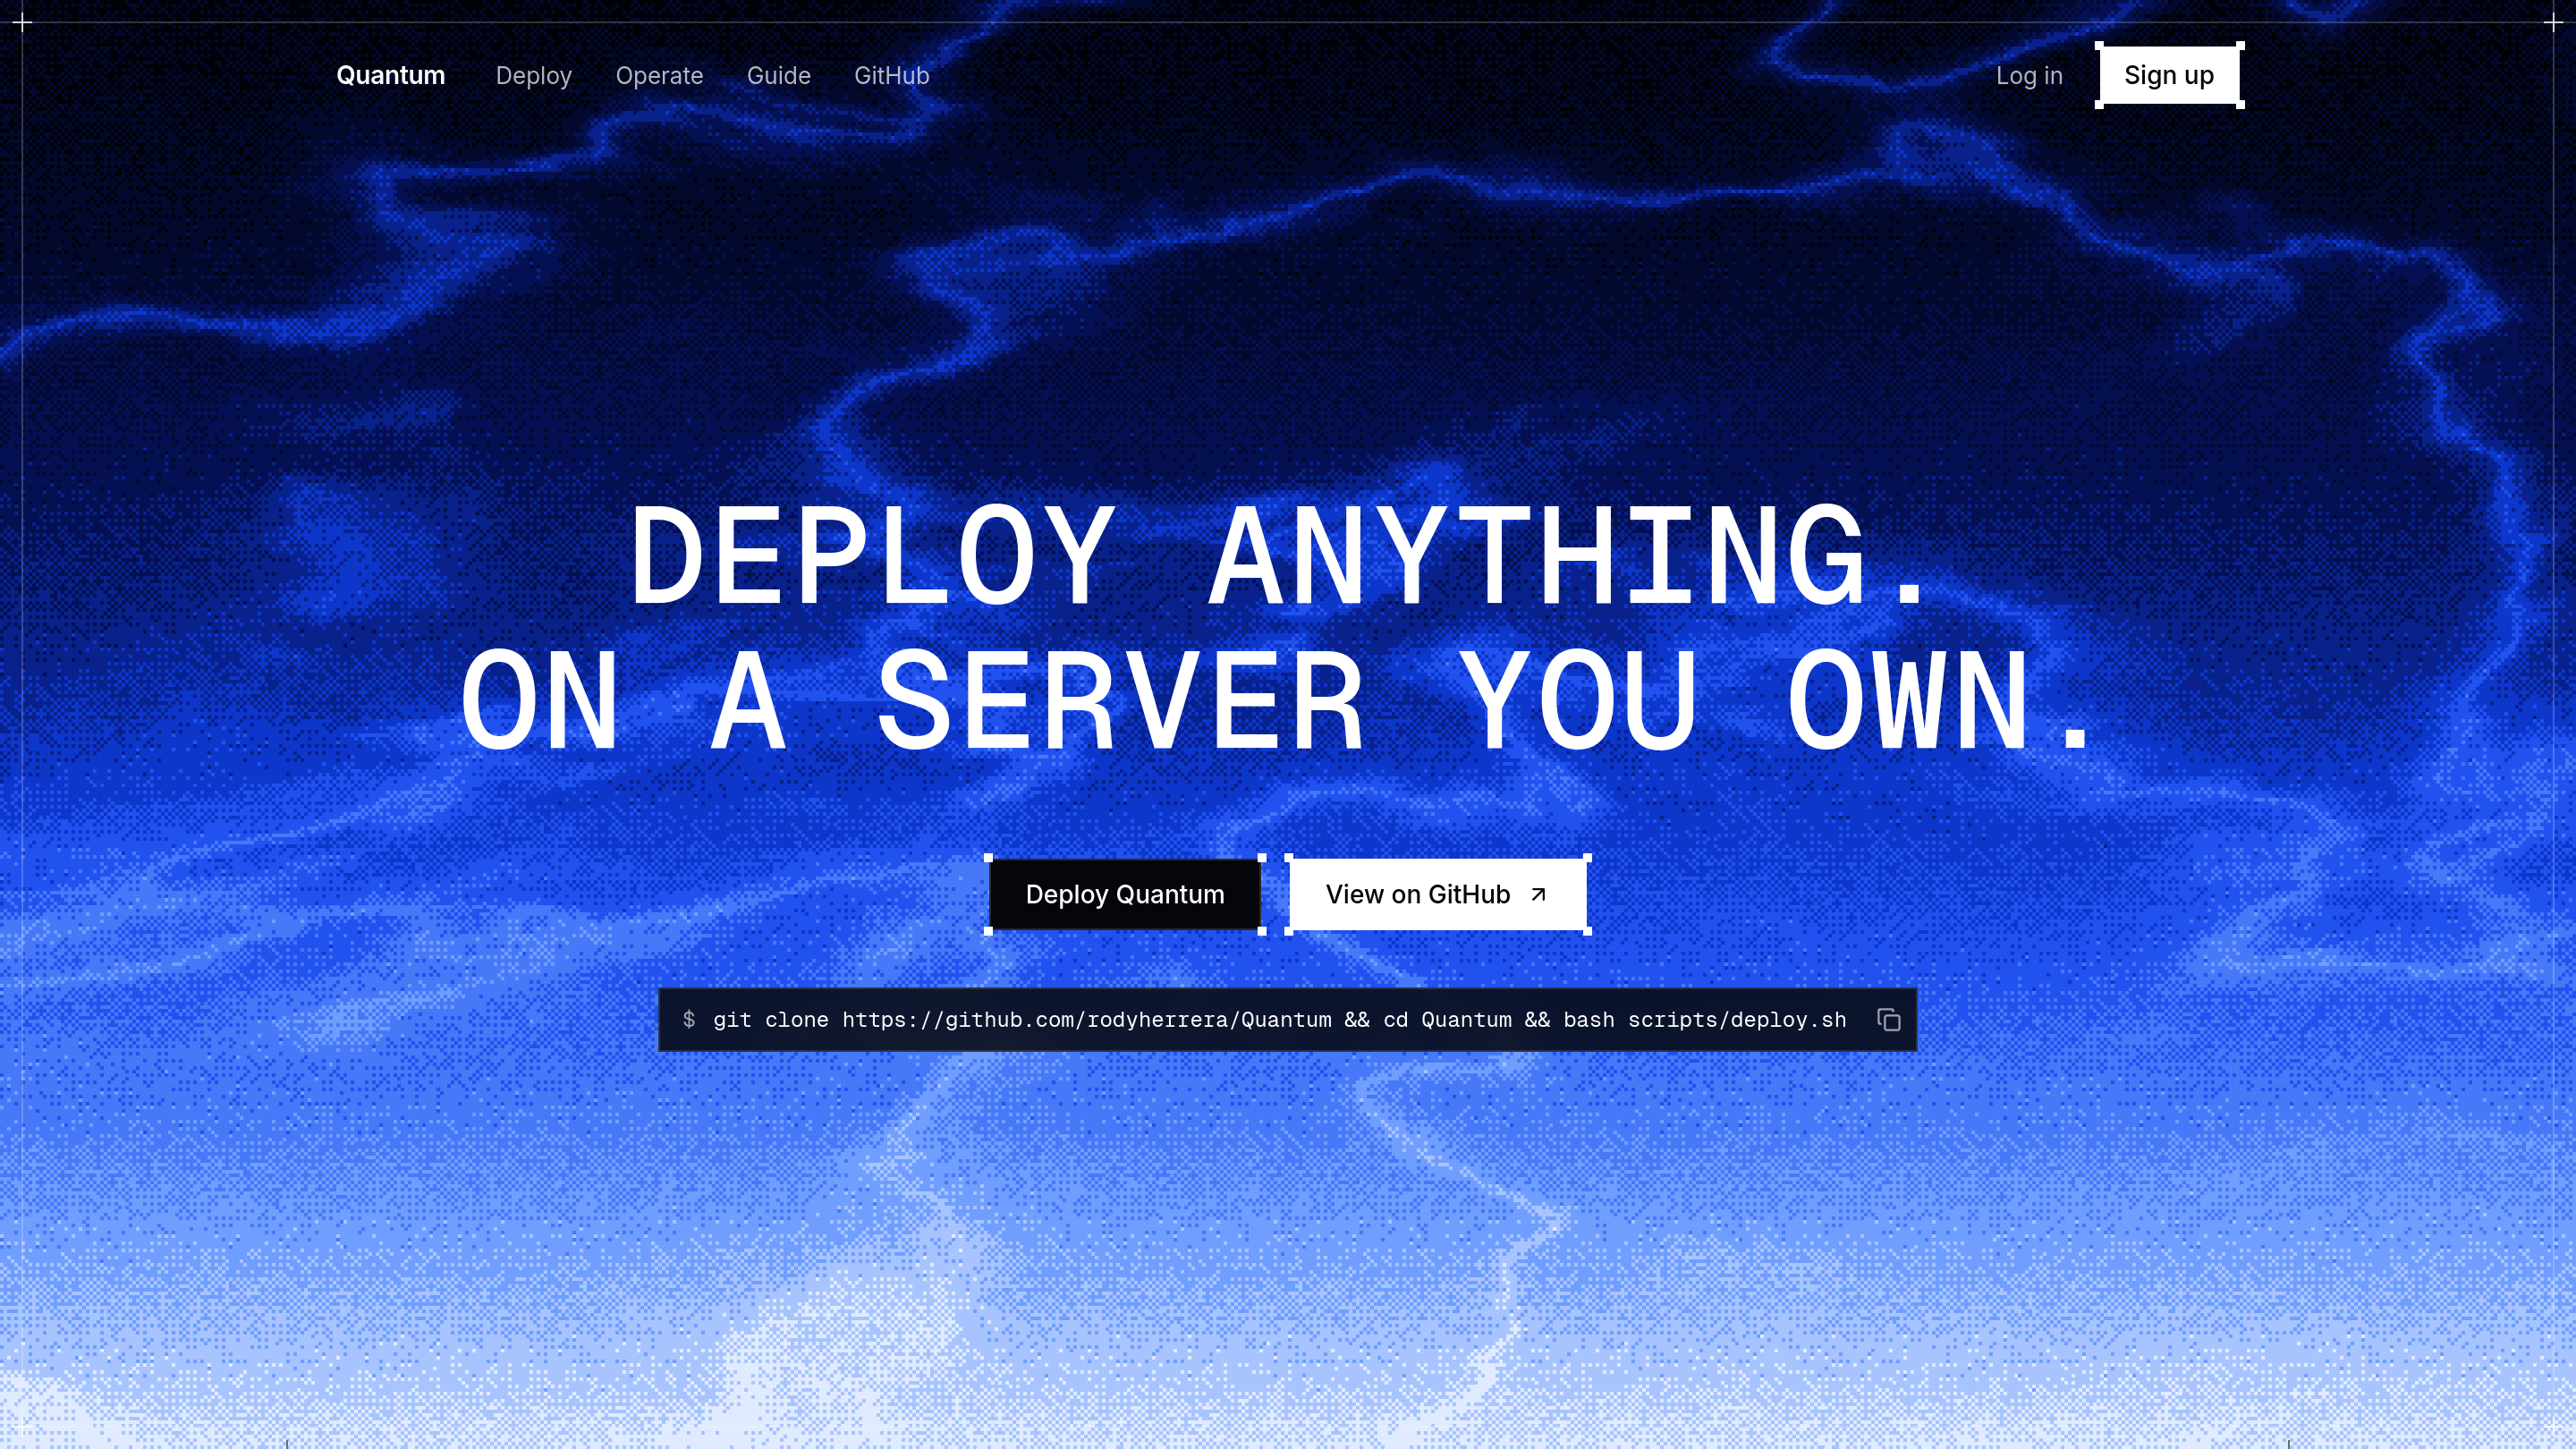 Quantum Deploy Operate Guide GitHub Log in Sign up
DEPLOY ANYTHING.
ON A SERVER YOU OWN.
Deploy Quantum View on GitHub
$ git clone https://github.com/rodyherrera/Quantum && cd Quantum && bash scripts/deploy.sh